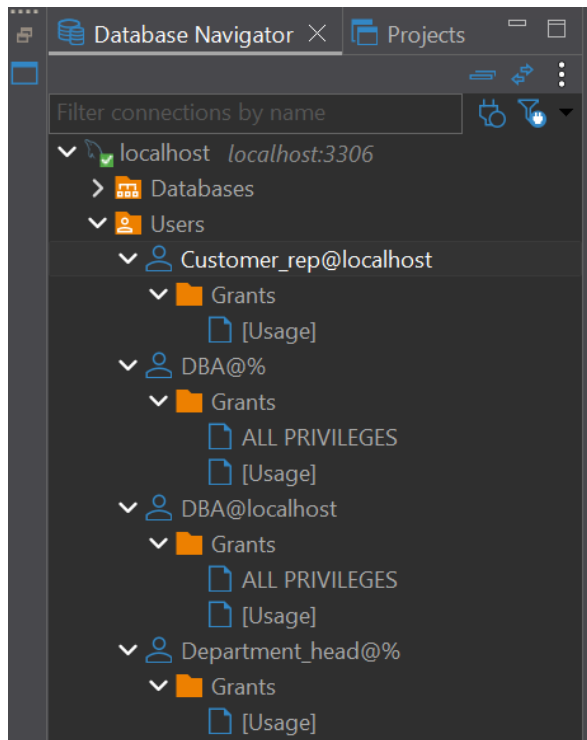 Database Navigator Projects
Filter connections by name
localhost localhost:3306
Databases
Users
Customer_rep@localhost
Grants
[Usage]
DBA@%
Grants
ALL PRIVILEGES
[Usage]
DBA@localhost
Grants
ALL PRIVILEGES
[Usage]
Department_head@%
Grants
[Usage]